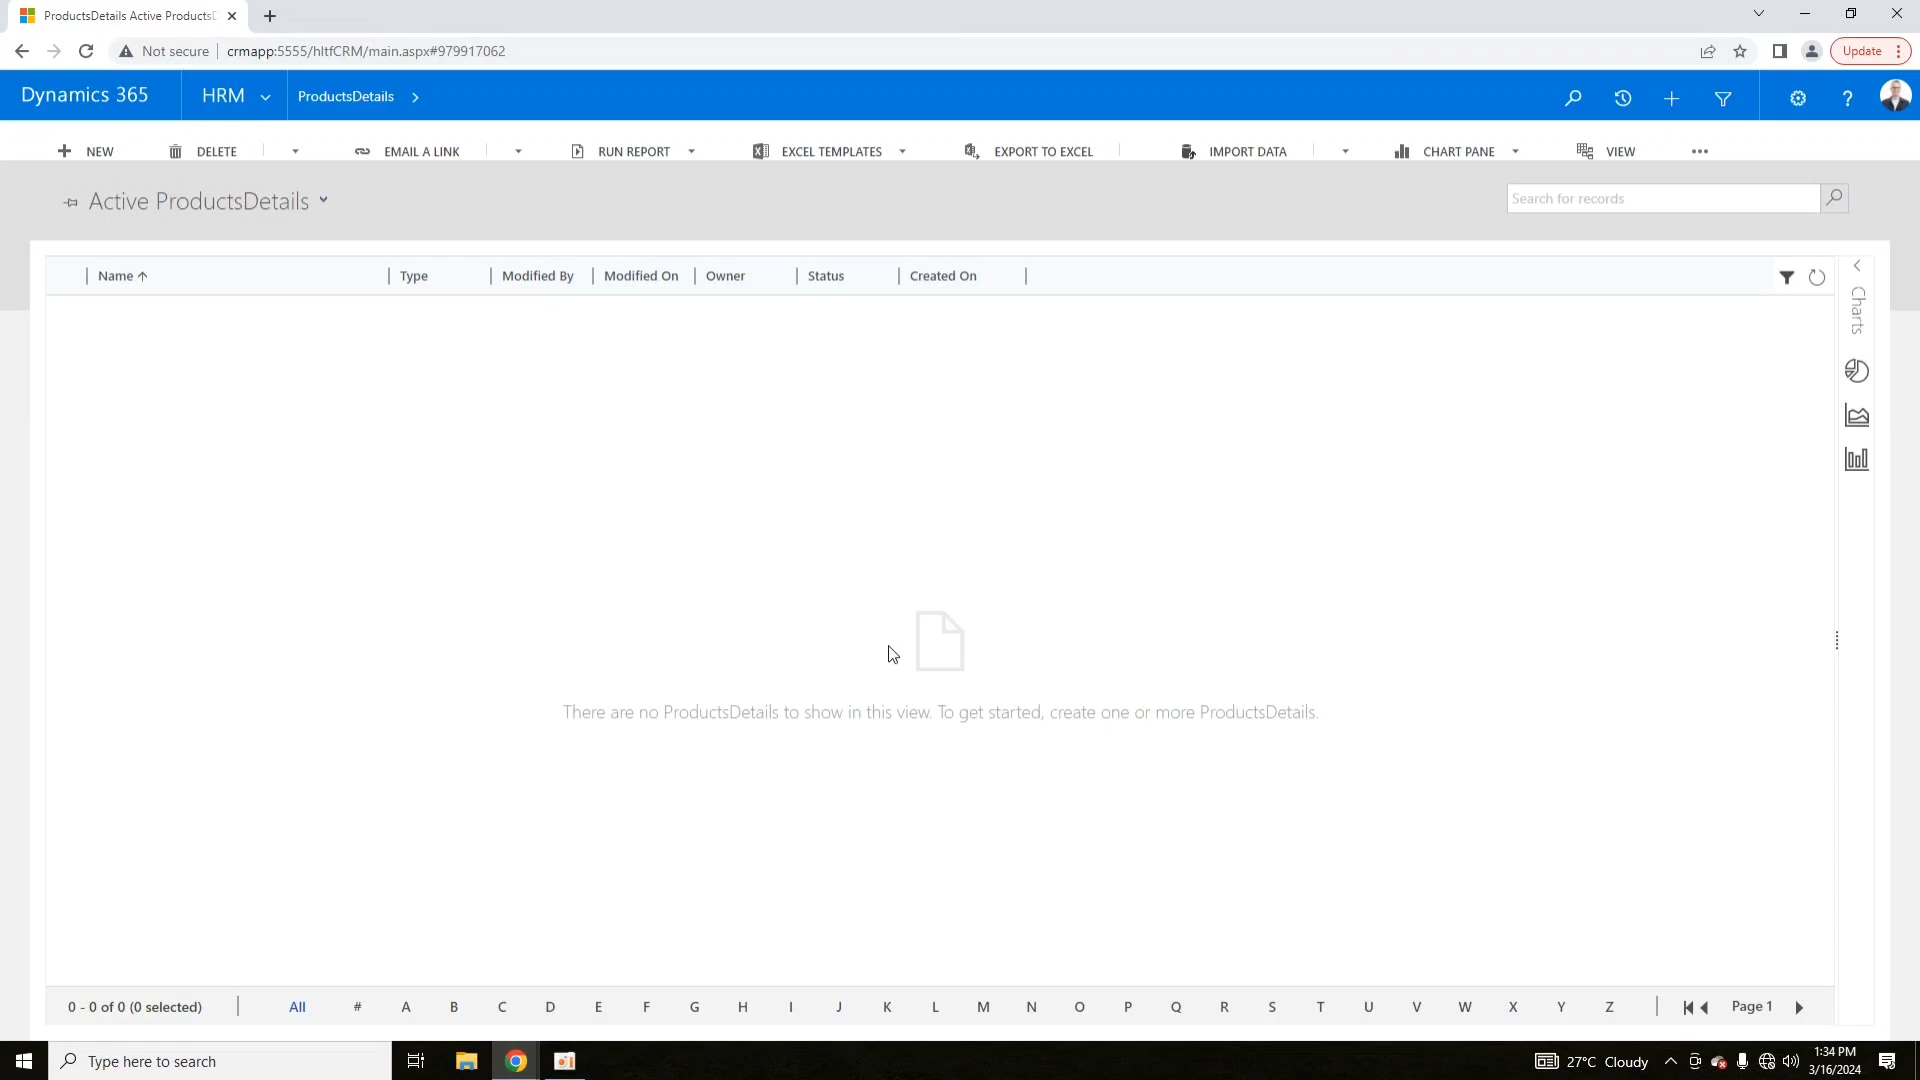 ProductsDetails Active ProductsD
Not secure
crmapp:5555/hltfCRM/main.aspx#979917062
Update
Dynamics 365
HRM
ProductsDetails
NEW
DELETE
EMAIL A LINK
RUN REPORT
EXCEL TEMPLATES
EXPORT TO EXCEL
IMPORT DATA
CHART PANE
VIEW
Active ProductsDetails
Search for records
Name
Type
Modified By
Modified On
Owner
Status
Created On
Charts
There are no ProductsDetails to show in this view. To get started, create one or more ProductsDetails.
0 - 0 of 0 (0 selected)
All # A B C D E F G H I J K L M N O P Q R S T U V W X Y Z
Page 1
Type here to search
27°C Cloudy
1:34 PM
3/16/2024